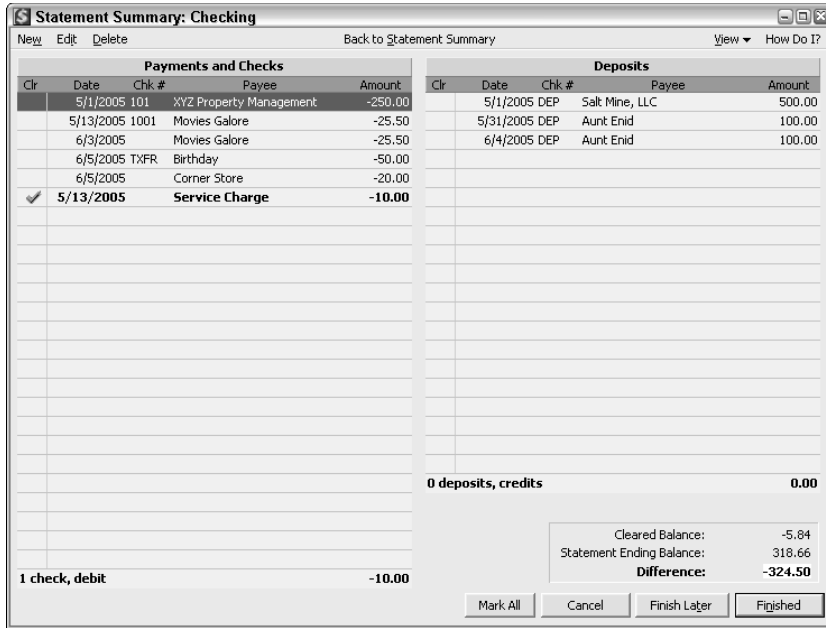 Statement Summary: Checking
New Edit Delete Back to Statement Summary View How Do I?
Payments and Checks
Clr Date Chk # Payee Amount
5/1/2005 101 XYZ Property Management -250.00
5/13/2005 1001 Movies Galore -25.50
6/3/2005 Movies Galore -25.50
6/5/2005 TXFR Birthday -50.00
6/5/2005 Corner Store -20.00
5/13/2005 Service Charge -10.00
1 check, debit -10.00
Deposits
Clr Date Chk # Payee Amount
5/1/2005 DEP Salt Mine, LLC 500.00
5/31/2005 DEP Aunt Enid 100.00
6/4/2005 DEP Aunt Enid 100.00
0 deposits, credits 0.00
Cleared Balance: -5.84
Statement Ending Balance: 318.66
Difference: -324.50
Mark All Cancel Finish Later Finished